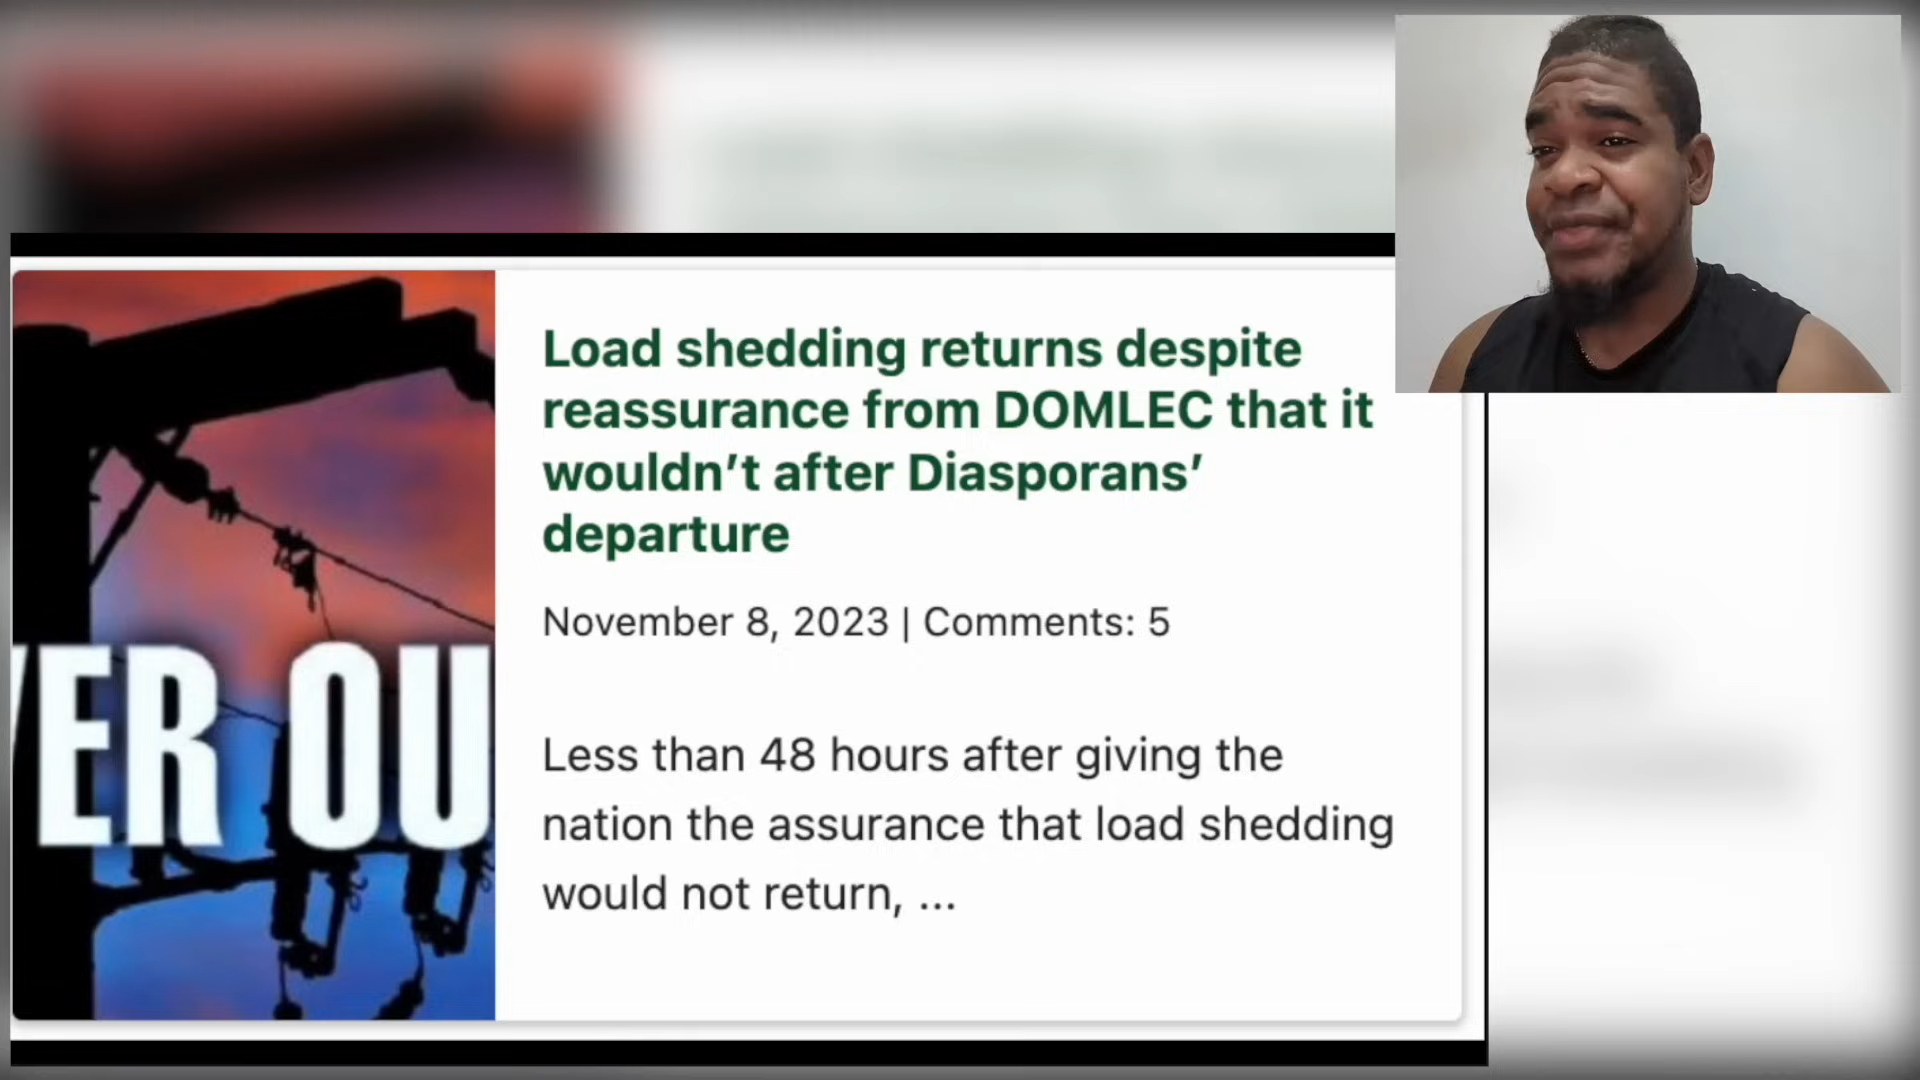 Load shedding returns despite
reassurance from DOMLEC that it
wouldn’t after Diasporans’
departure
November 8, 2023 | Comments: 5
Less than 48 hours after giving the
nation the assurance that load shedding
would not return, ...
ER OU